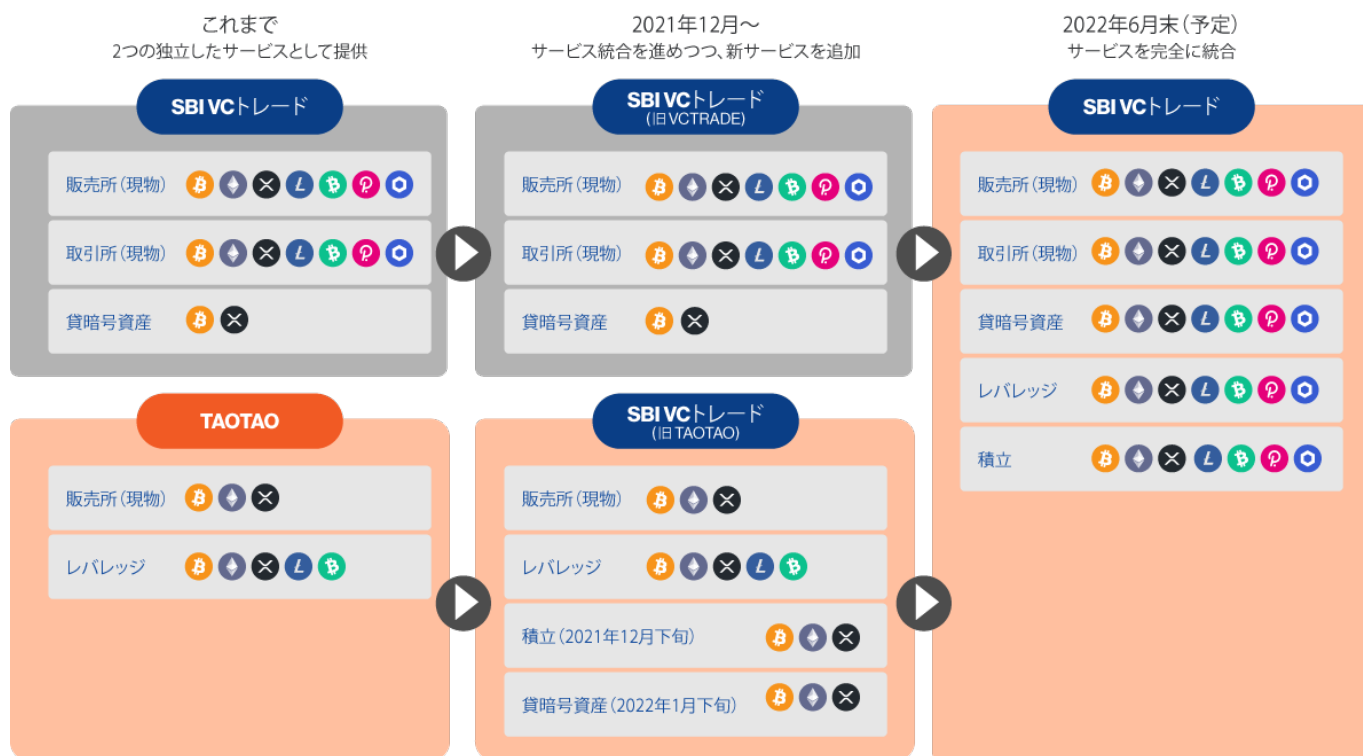 これまで
2つの独立したサービスとして提供
SBI VCトレード
販売所(現物)
取引所(現物)
貸暗号資産
TAOTAO
販売所(現物)
レバレッジ
2021年12月～
サービス統合を進めつつ、新サービスを追加
SBI VCトレード
(旧VCTRADE)
販売所(現物)
取引所(現物)
貸暗号資産
SBI VCトレード
(旧TAOTAO)
販売所(現物)
レバレッジ
積立(2021年12月下旬)
貸暗号資産(2022年1月下旬)
2022年6月末(予定)
サービスを完全に統合
SBI VCトレード
販売所(現物)
取引所(現物)
貸暗号資産
レバレッジ
積立